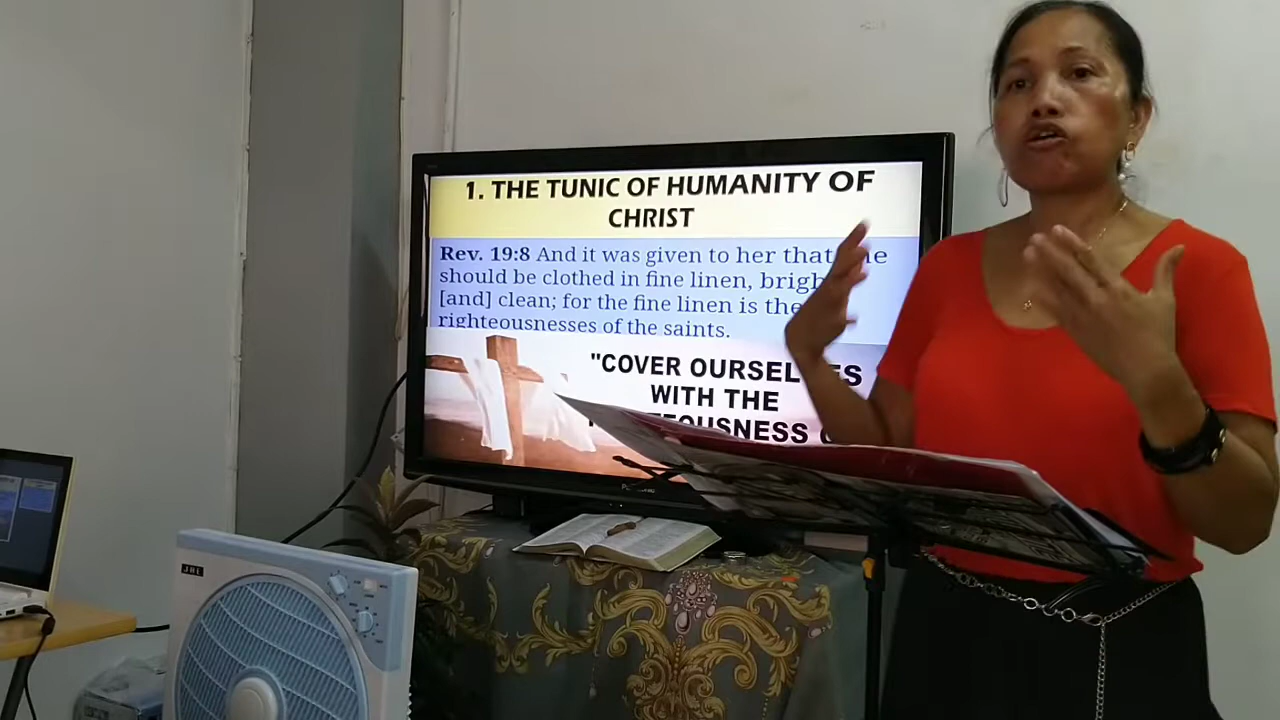 1. THE TUNIC OF HUMANITY OF
CHRIST
Rev. 19:8 And it was given to her that
should be clothed in fine linen,
[and] clean; for the fine linen is the
righteousnesses of the saints.
"COVER
WITH THE
JEC